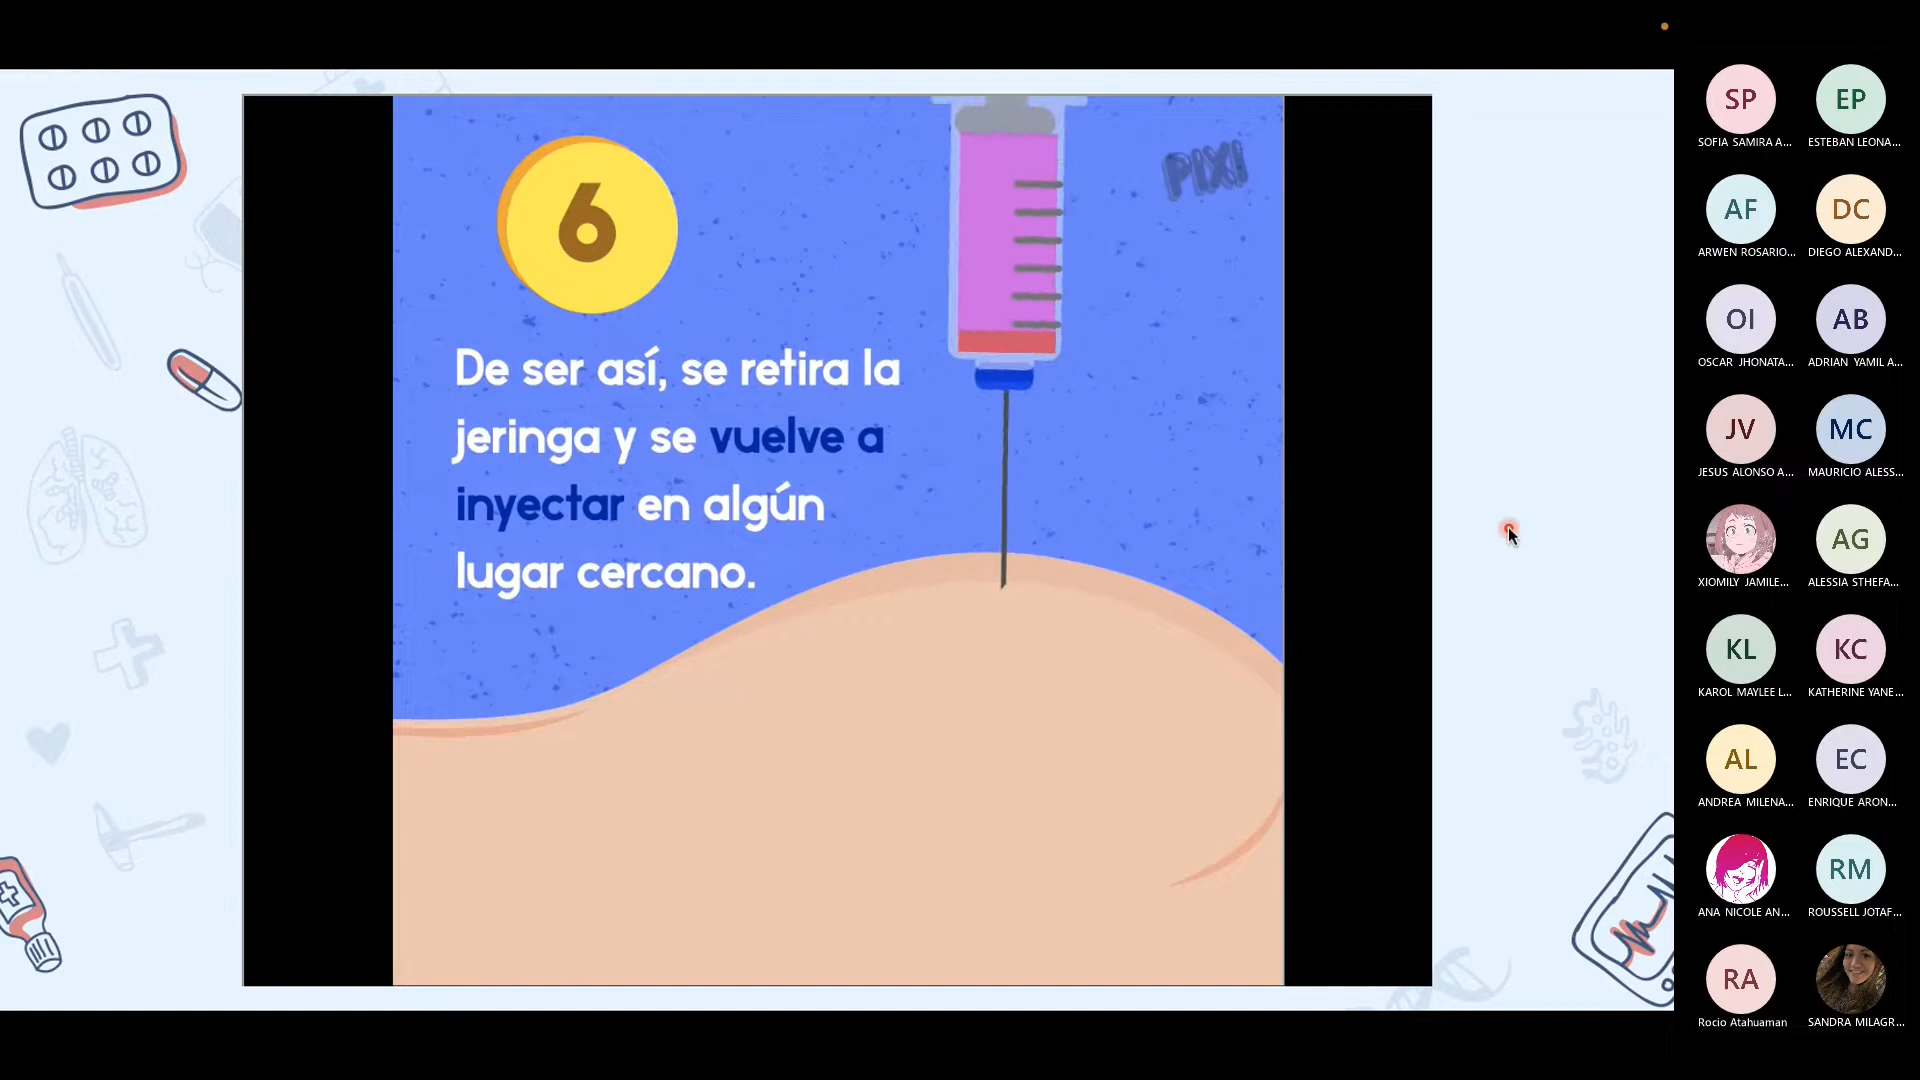 PIXI
6
De ser así, se retira la
jeringa y se vuelve a
inyectar en algún
lugar cercano.
SP
EP
SOFIA SAMIRA A...
ESTEBAN LEONA...
AF
DC
ARWEN ROSARIO...
DIEGO ALEXAND...
OI
AB
OSCAR JHONATA...
ADRIAN YAMIL A...
JV
MC
JESUS ALONSO A...
MAURICIO ALESS...
AG
XIOMILY JAMILE...
ALESSIA STHEFA...
KL
KC
KAROL MAYLEE L...
KATHERINE YANE...
AL
EC
ANDREA MILENA...
ENRIQUE ARON...
RM
ANA NICOLE AN...
ROUSSELL JOTAF...
RA
Rocio Atahuaman
SANDRA MILAGR...